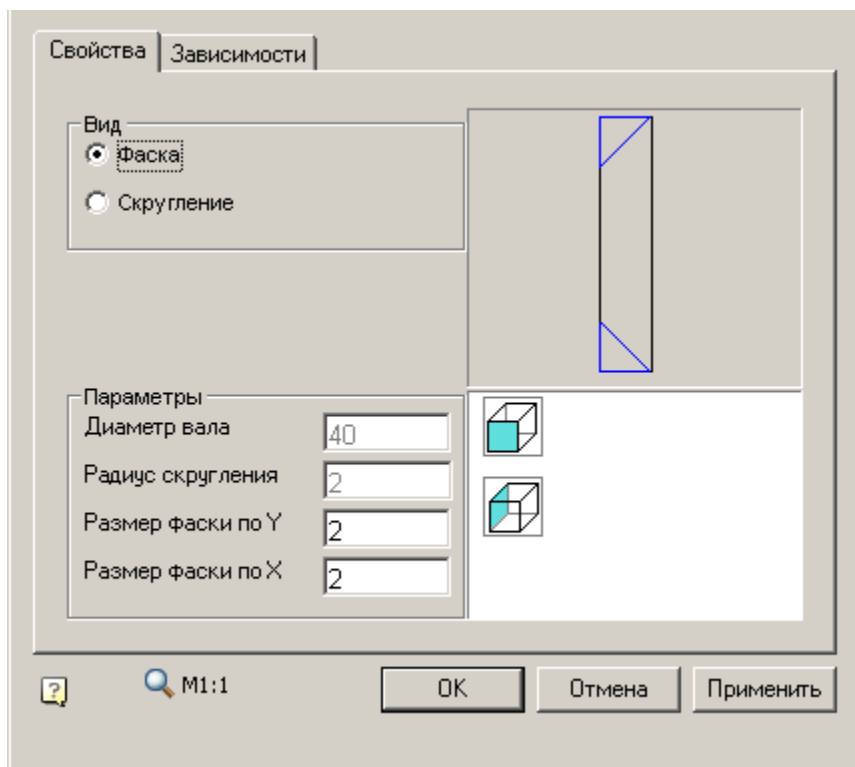 Свойства Зависимости
Вид
Фаска
Скругление
Параметры
Диаметр вала 40
Радиус скругления 2
Размер фаски по Y 2
Размер фаски по X 2
? M1:1 OK Отмена Применить